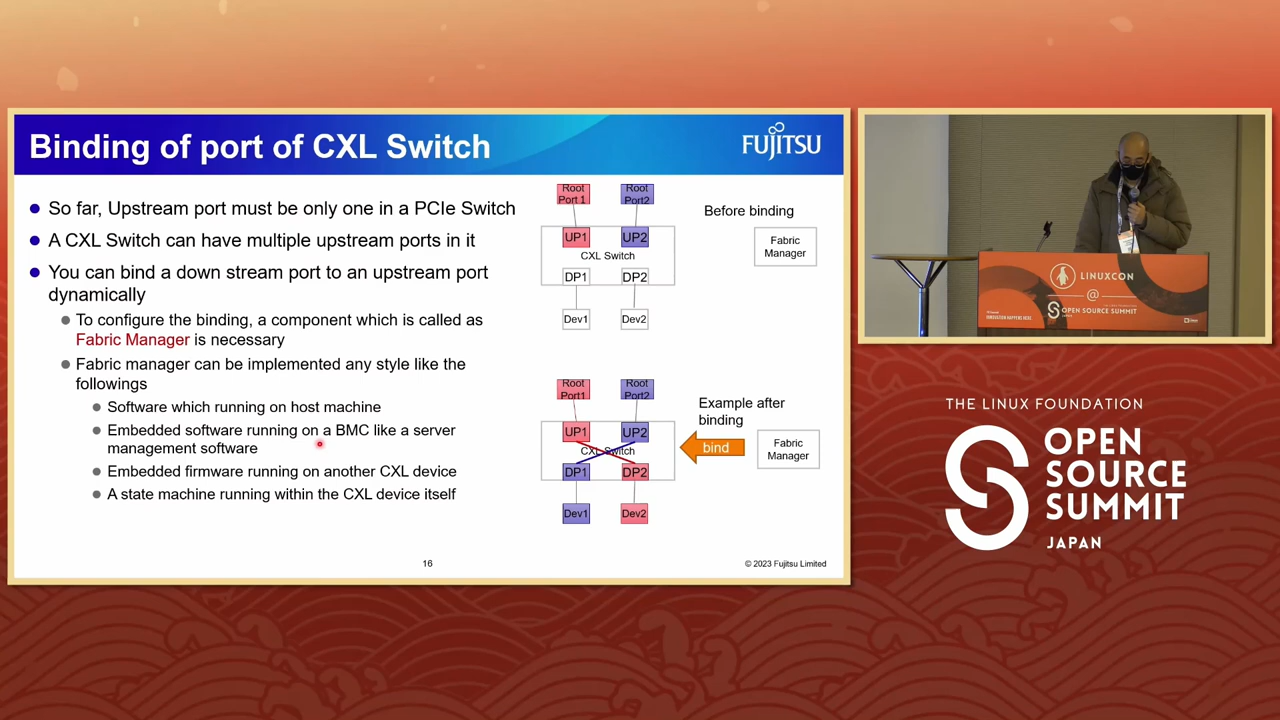 Binding of port of CXL Switch
FUJITSU
So far, Upstream port must be only one in a PCIe Switch
A CXL Switch can have multiple upstream ports in it
You can bind a down stream port to an upstream port
dynamically
To configure the binding, a component which is called as
Fabric Manager is necessary
Fabric manager can be implemented any style like the
followings
Software which running on host machine
Embedded software running on a BMC like a server
management software
Embedded firmware running on another CXL device
A state machine running within the CXL device itself
Root
Port 1
Root
Port2
Before binding
UP1
UP2
Fabric
Manager
CXL Switch
DP1
DP2
Dev1
Dev2
Root
Port1
Root
Port2
Example after
binding
UP1
UP2
CXL Switch
bind
Fabric
Manager
DP1
DP2
Dev1
Dev2
16
© 2023 Fujitsu Limited
LINUXCON
@
OPEN SOURCE SUMMIT
THE LINUX FOUNDATION
OPEN
SOURCE
SUMMIT
JAPAN